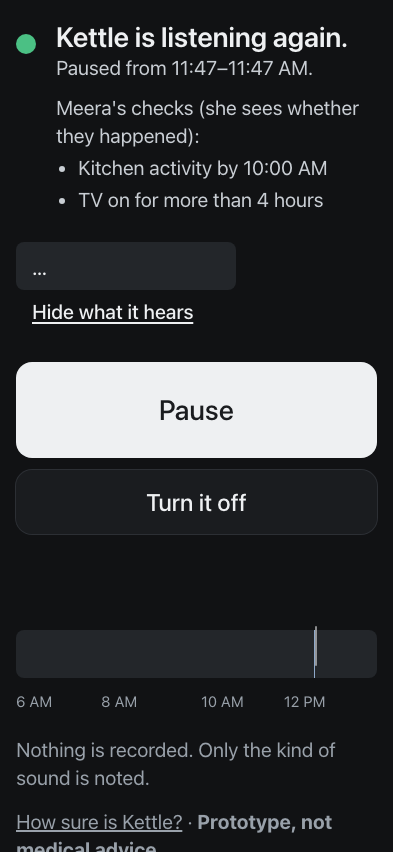 Kettle is listening again.
Paused from 11:47–11:47 AM.
Meera's checks (she sees whether
they happened):
• Kitchen activity by 10:00 AM
• TV on for more than 4 hours
...
Hide what it hears
Pause
Turn it off
6 AM 8 AM 10 AM 12 PM
Nothing is recorded. Only the kind of
sound is noted.
How sure is Kettle? · Prototype, not
medical advice